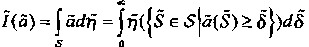 Ĩ(ã) = ∫_S ã dη̃ = ∫_0^∞ η̃({S̃ ∈ S | ã(S̃) ≥ δ̃}) dδ̃